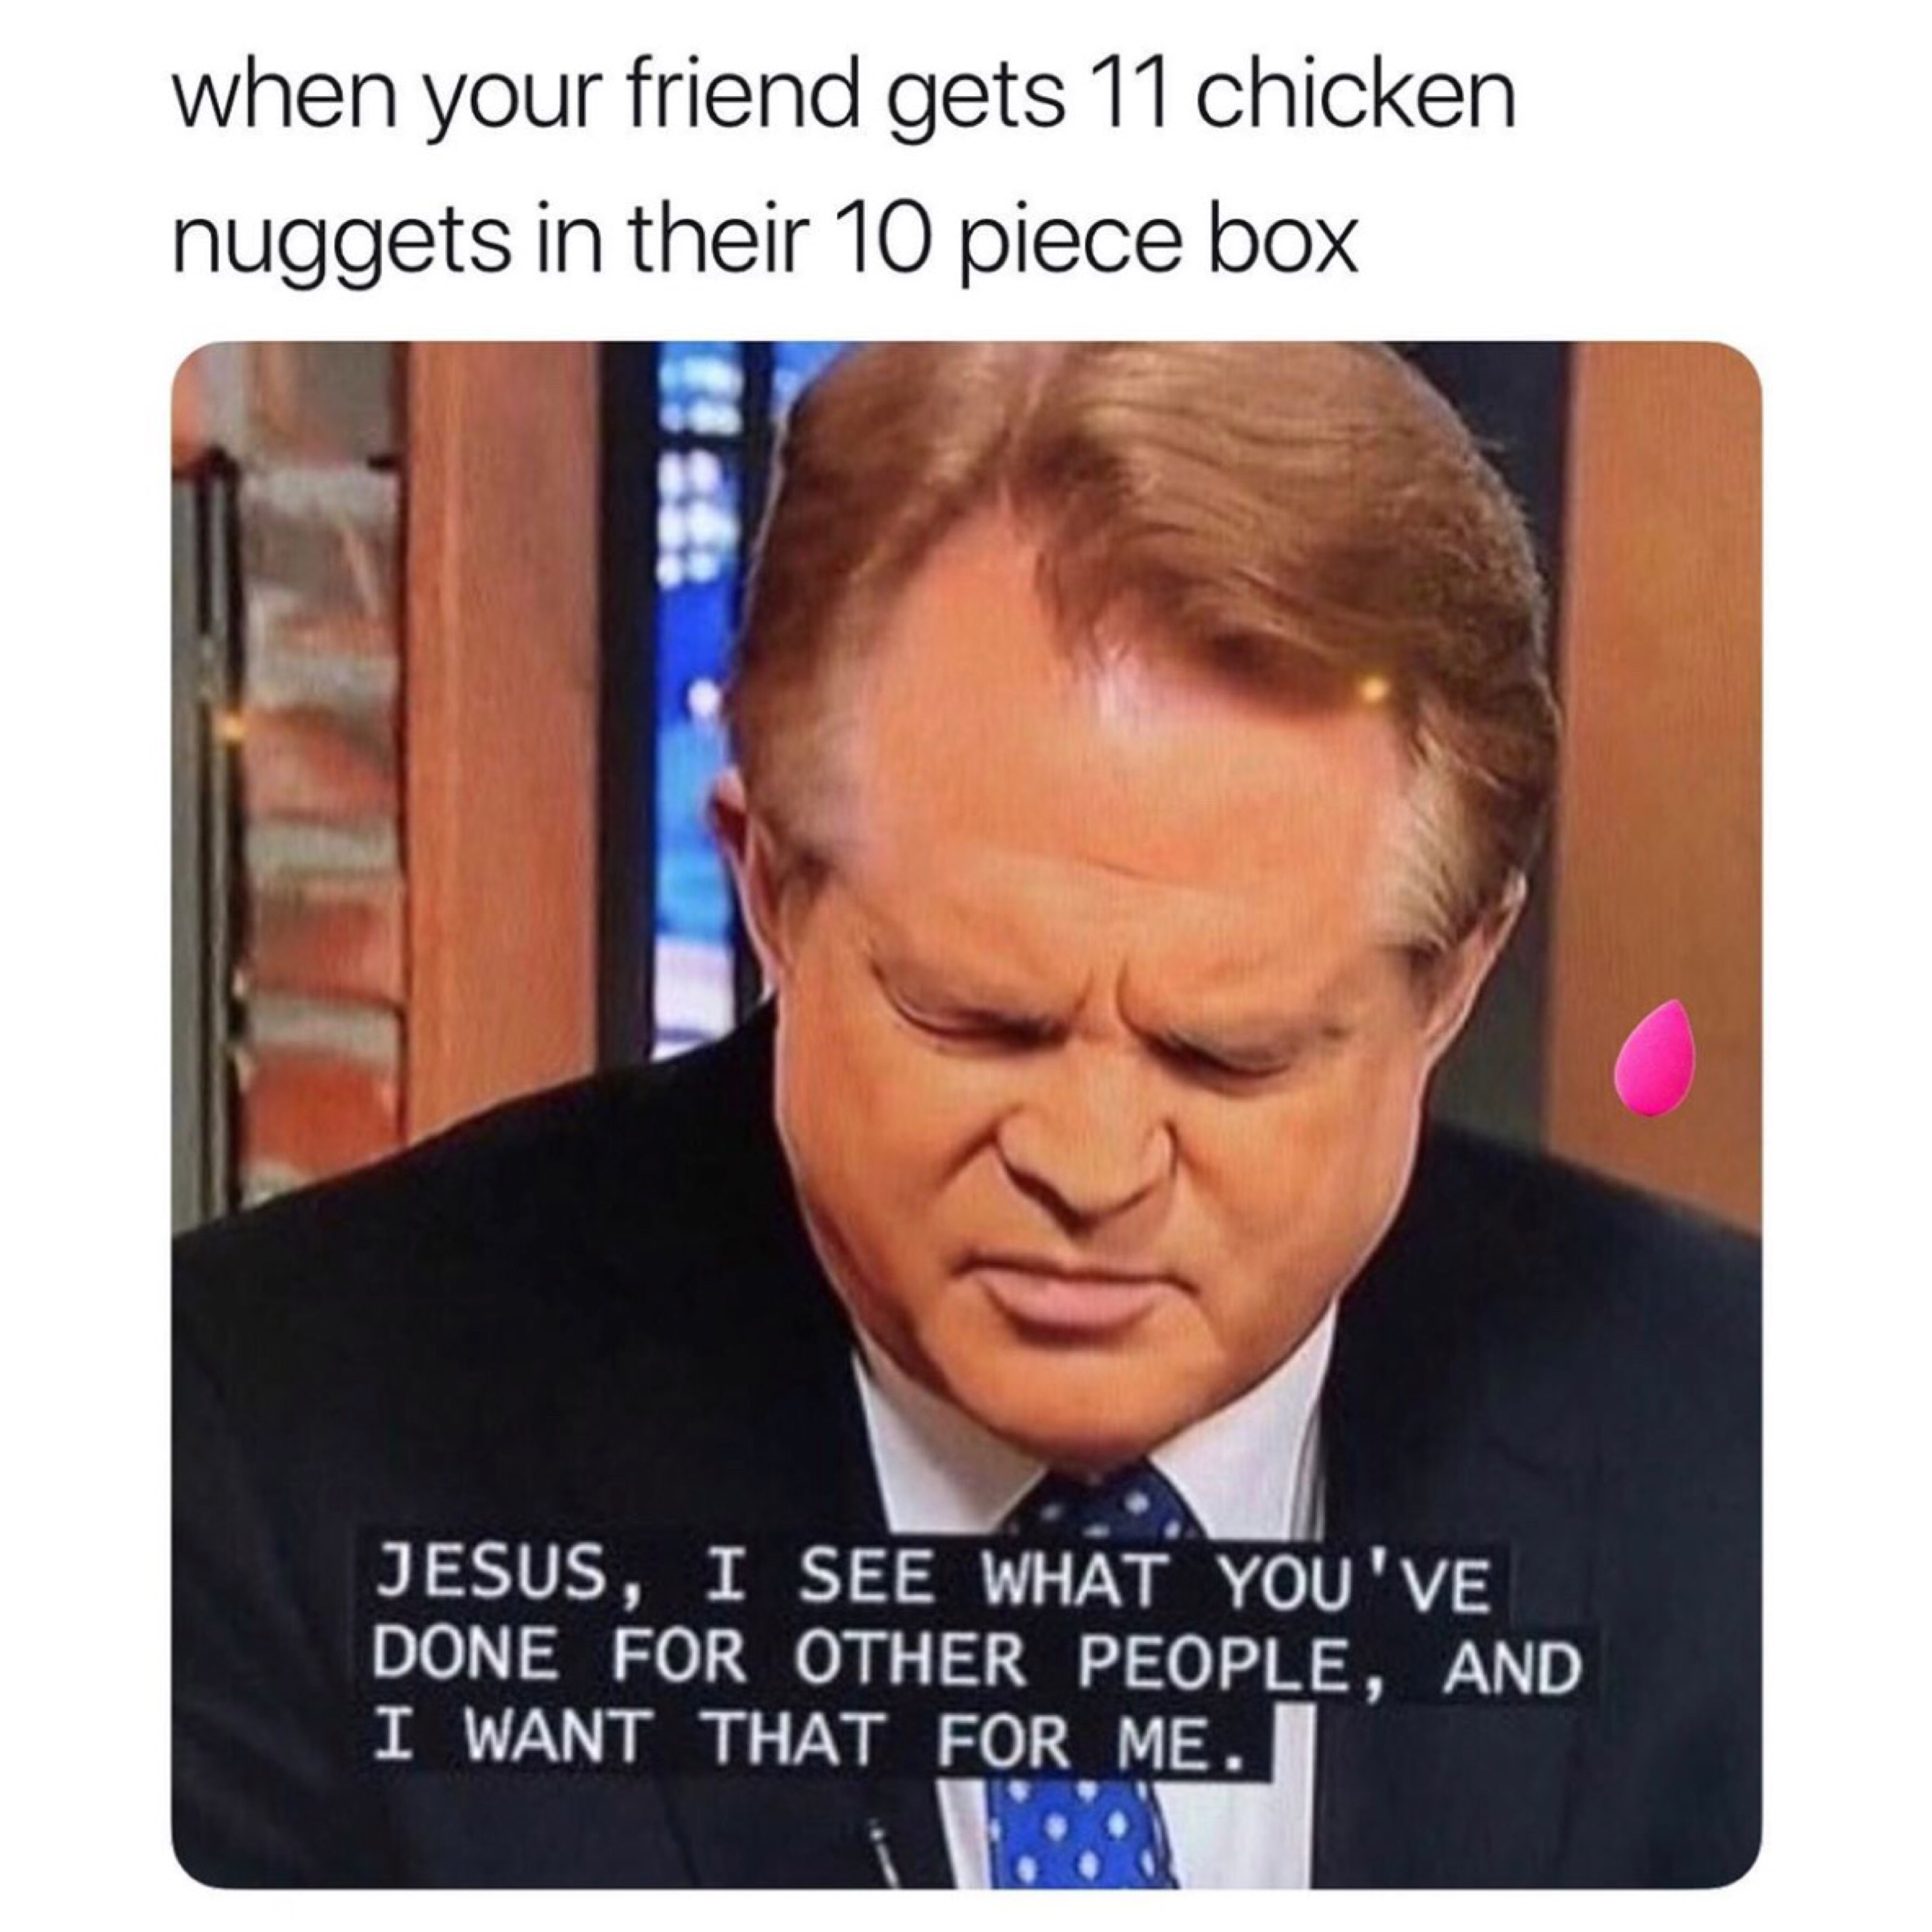 when your friend gets 11 chicken
nuggets in their 10 piece box
JESUS, I SEE WHAT YOU'VE
DONE FOR OTHER PEOPLE, AND
I WANT THAT FOR ME.